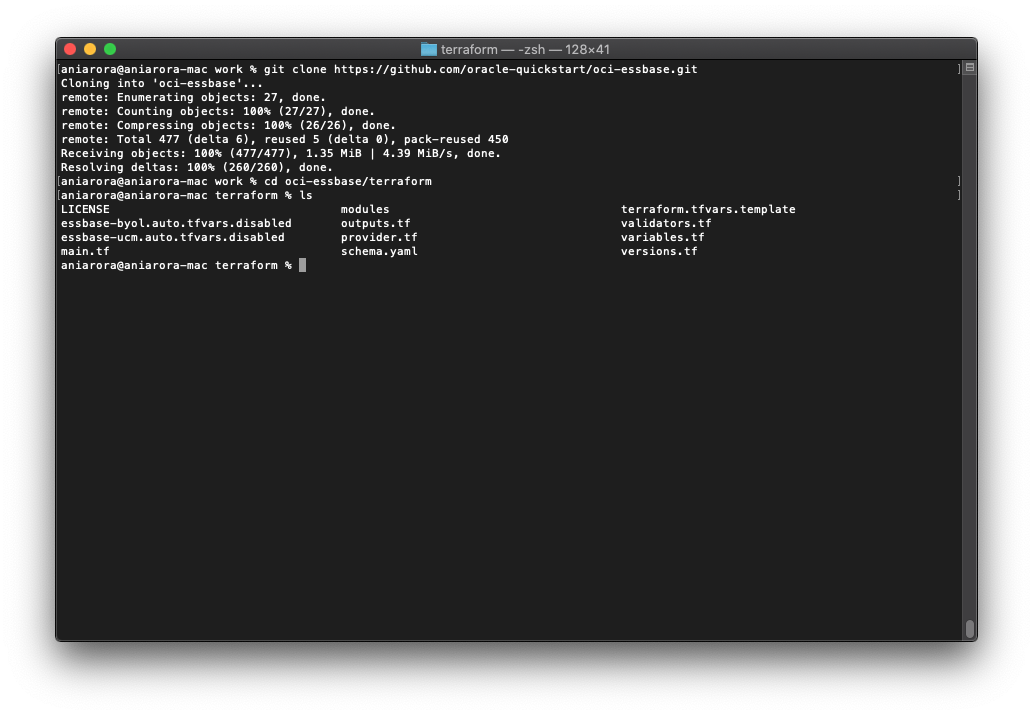 terraform — -zsh — 128×41
[aniarora@aniarora-mac work % git clone https://github.com/oracle-quickstart/oci-essbase.git ]
Cloning into 'oci-essbase'...
remote: Enumerating objects: 27, done.
remote: Counting objects: 100% (27/27), done.
remote: Compressing objects: 100% (26/26), done.
remote: Total 477 (delta 6), reused 5 (delta 0), pack-reused 450
Receiving objects: 100% (477/477), 1.35 MiB | 4.39 MiB/s, done.
Resolving deltas: 100% (260/260), done.
[aniarora@aniarora-mac work % cd oci-essbase/terraform ]
[aniarora@aniarora-mac terraform % ls ]
LICENSE modules terraform.tfvars.template
essbase-byol.auto.tfvars.disabled outputs.tf validators.tf
essbase-ucm.auto.tfvars.disabled provider.tf variables.tf
main.tf schema.yaml versions.tf
aniarora@aniarora-mac terraform %